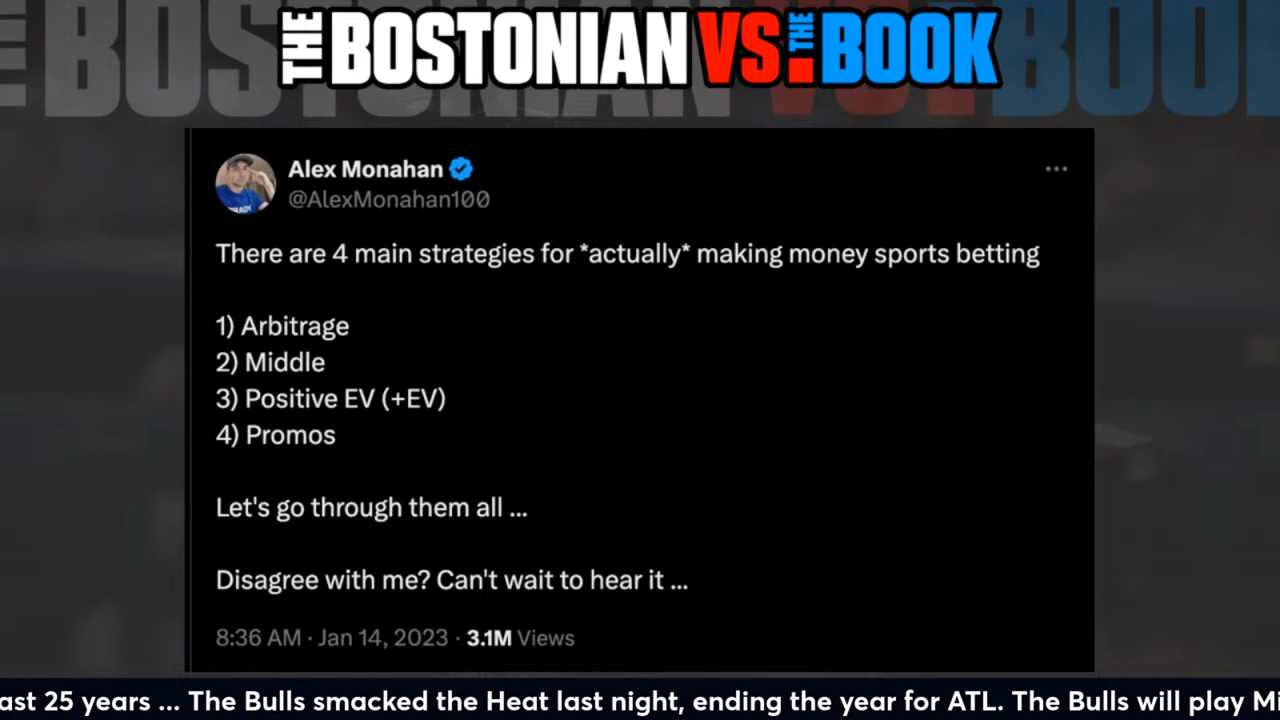 THE BOSTONIAN VS. THE BOOK
Alex Monahan
@AlexMonahan100
There are 4 main strategies for *actually* making money sports betting
1) Arbitrage
2) Middle
3) Positive EV (+EV)
4) Promos
Let's go through them all ...
Disagree with me? Can't wait to hear it ...
8:36 AM · Jan 14, 2023 · 3.1M Views
ast 25 years ... The Bulls smacked the Heat last night, ending the year for ATL. The Bulls will play Mi